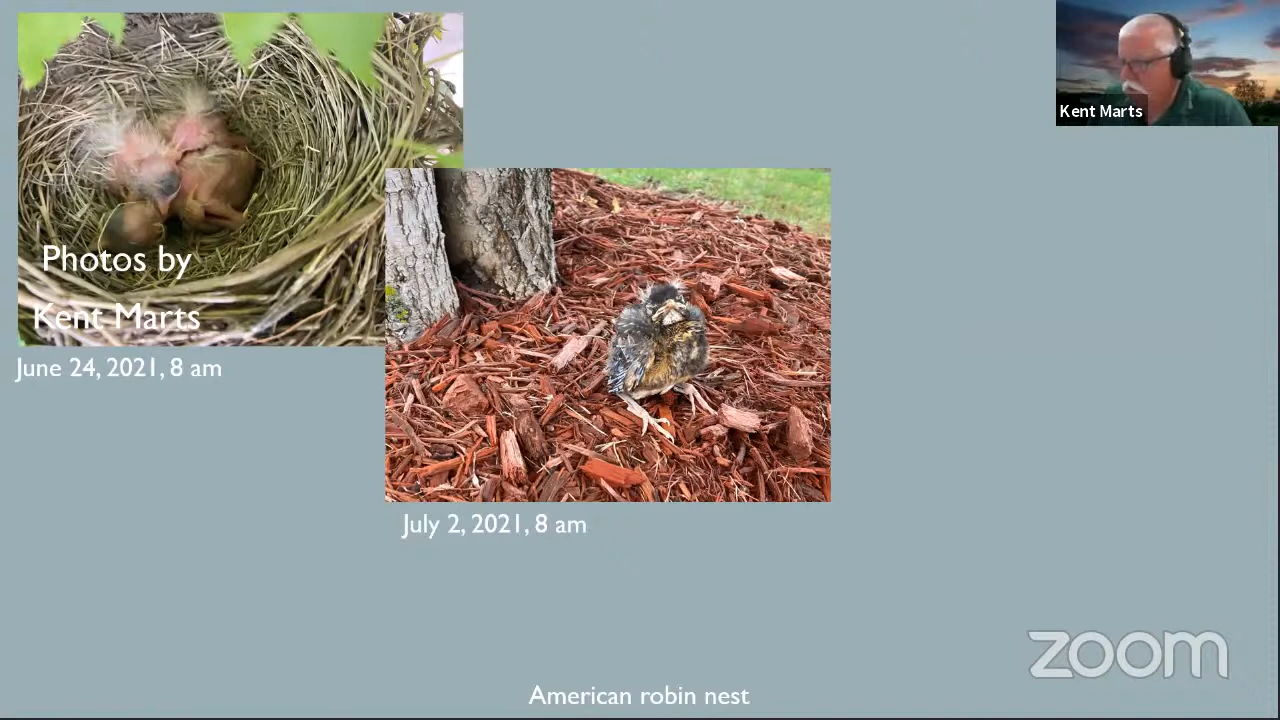 Photos by
Kent Marts
June 24, 2021, 8 am
July 2, 2021, 8 am
American robin nest
Kent Marts
zoom